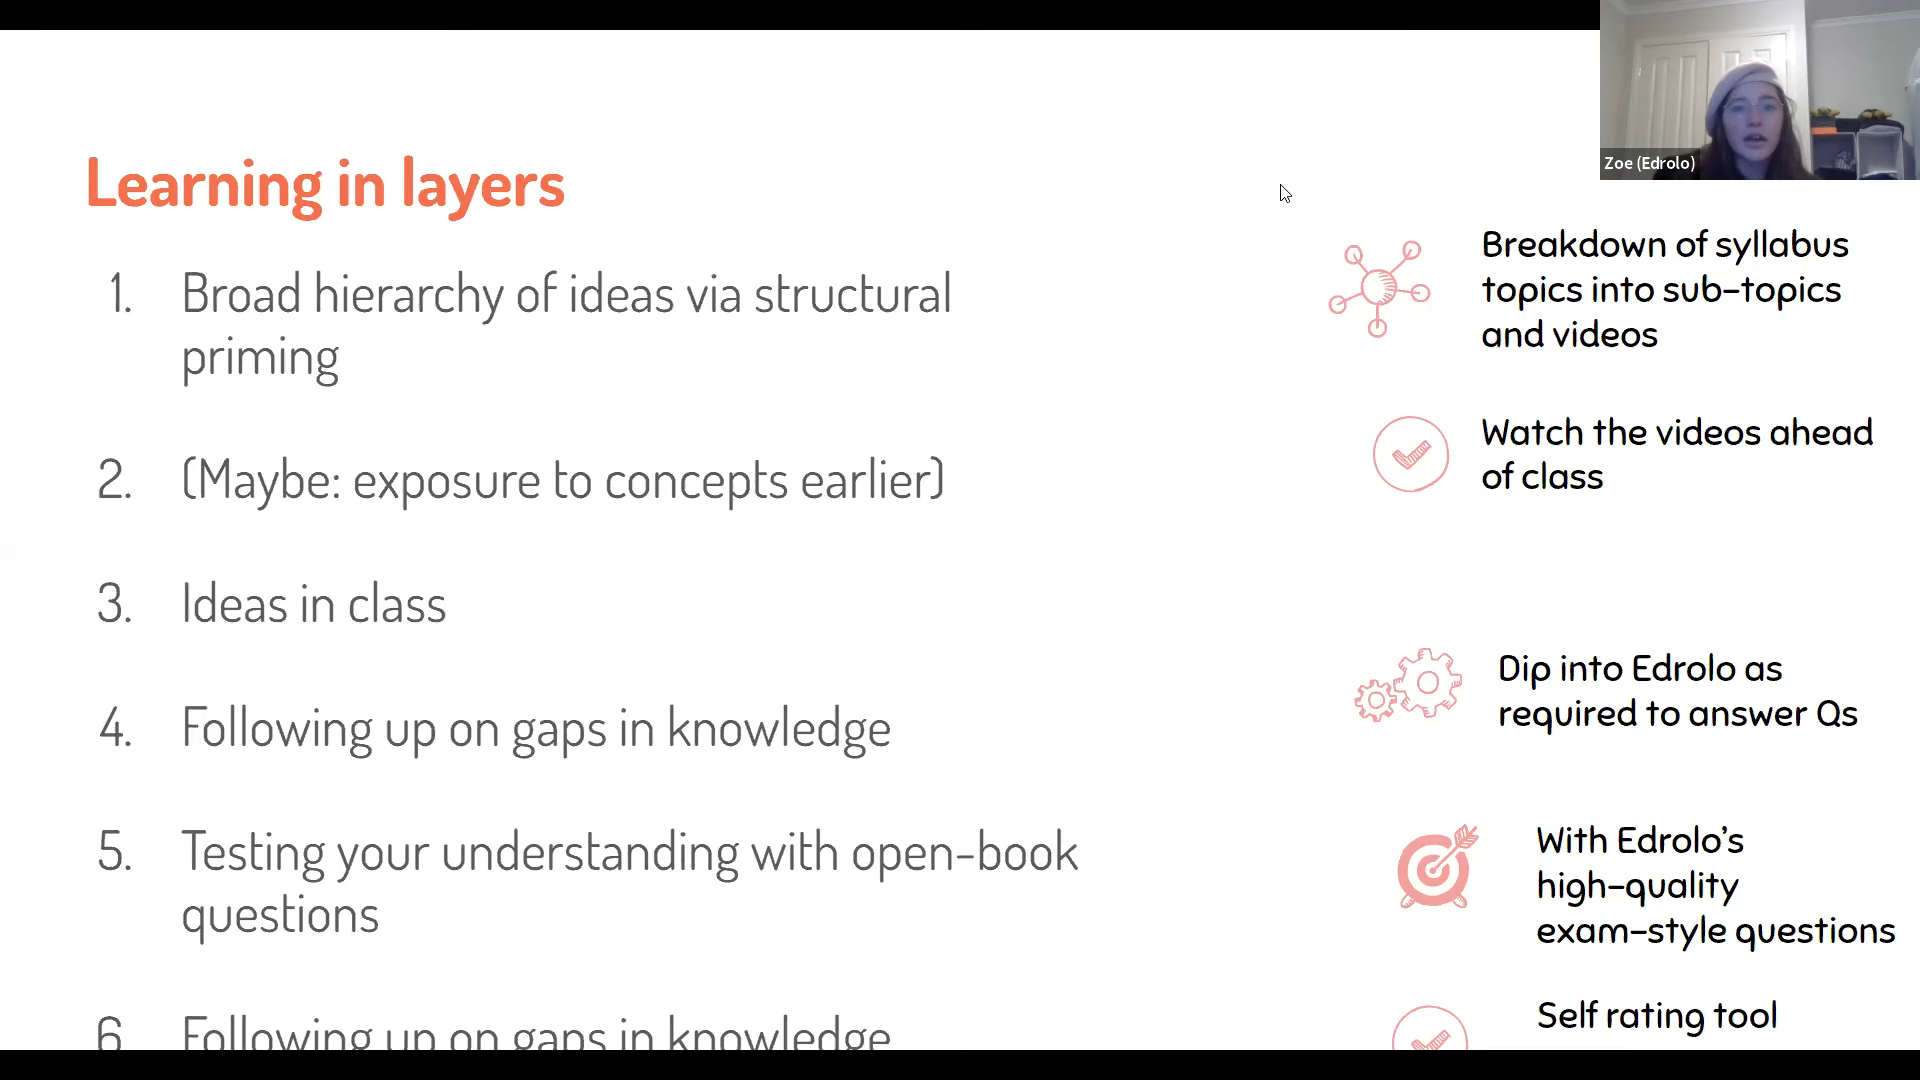 Zoe (Edrolo)
Learning in layers
1. Broad hierarchy of ideas via structural
priming
2. (Maybe: exposure to concepts earlier)
3. Ideas in class
4. Following up on gaps in knowledge
5. Testing your understanding with open-book
questions
6. Following up on gaps in knowledge
Breakdown of syllabus
topics into sub-topics
and videos
Watch the videos ahead
of class
Dip into Edrolo as
required to answer Qs
With Edrolo's
high-quality
exam-style questions
Self rating tool